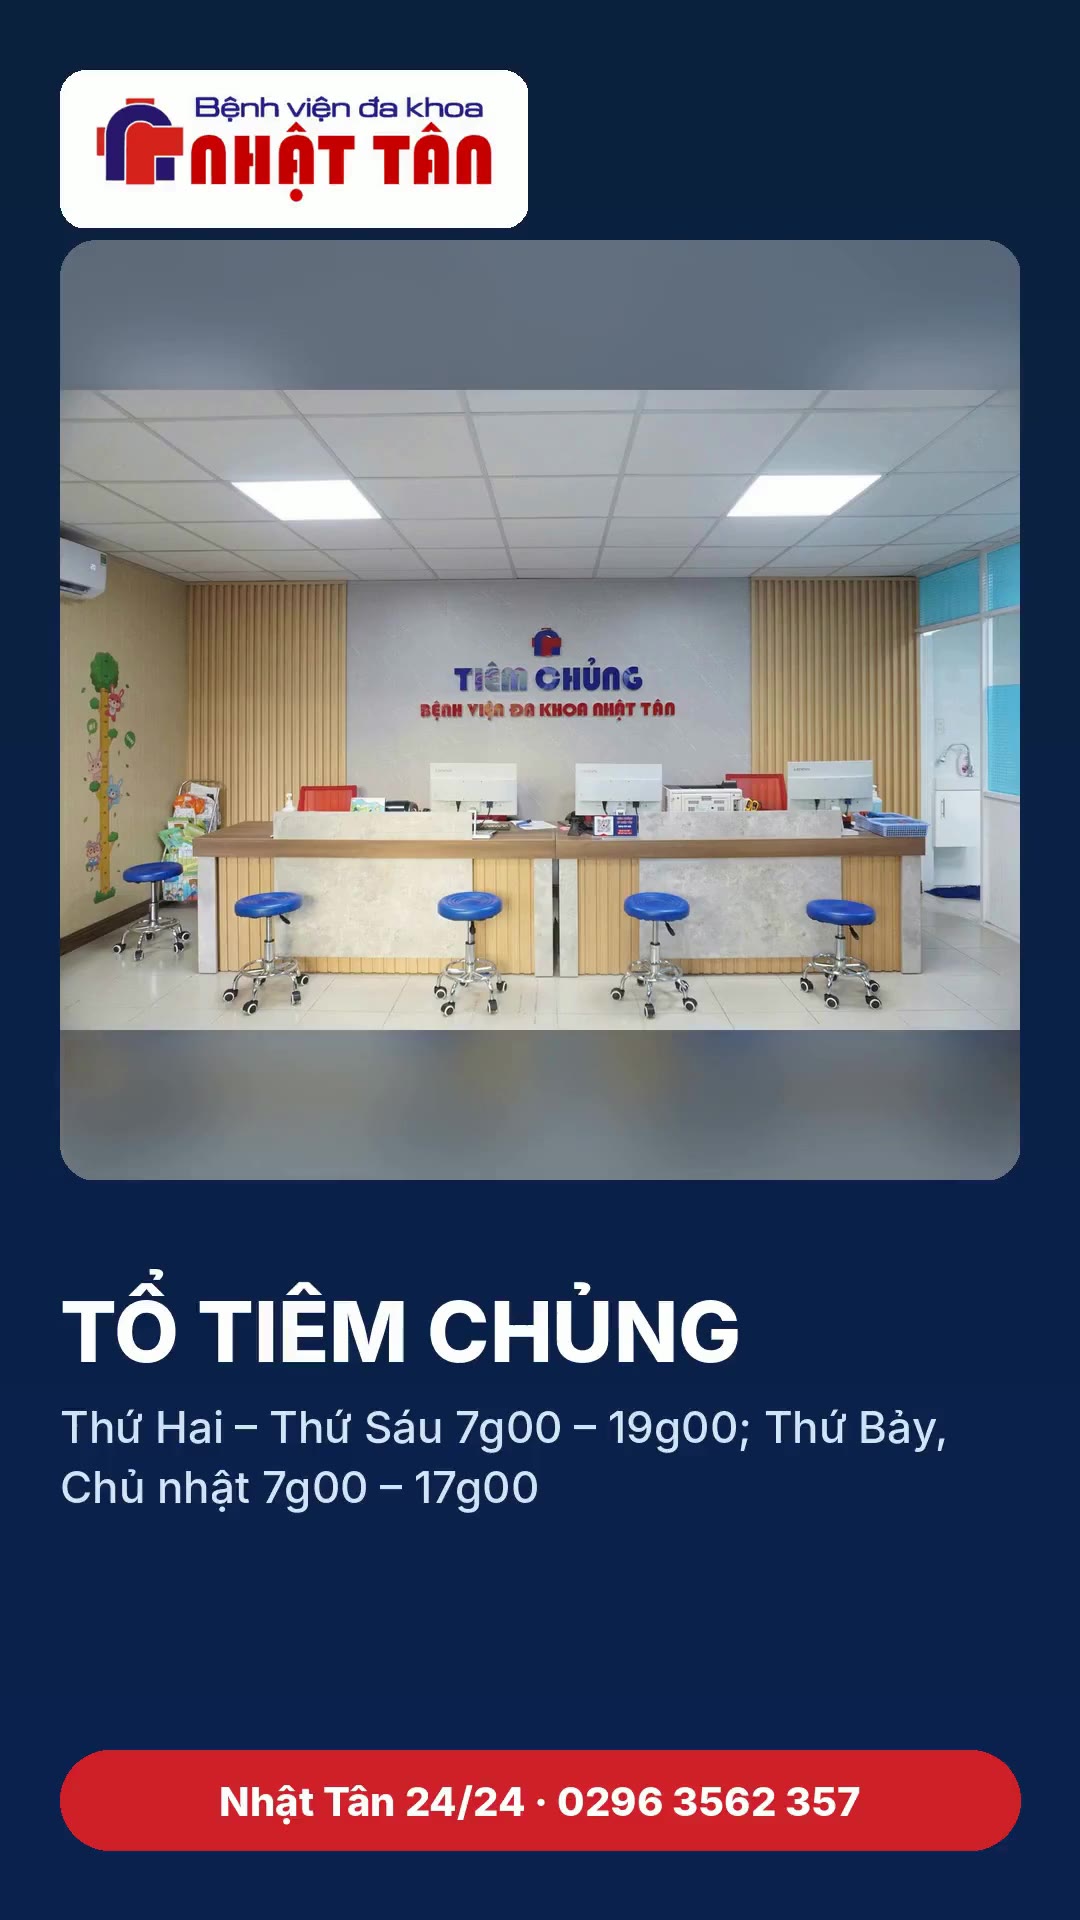 Bệnh viện đa khoa
NHẬT TÂN
TIÊM CHỦNG
BỆNH VIỆN ĐA KHOA NHẬT TÂN
TỔ TIÊM CHỦNG
Thứ Hai – Thứ Sáu 7g00 – 19g00; Thứ Bảy,
Chủ nhật 7g00 – 17g00
Nhật Tân 24/24 · 0296 3562 357